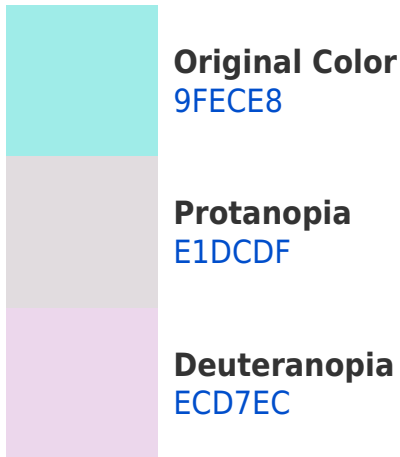 Original Color
9FECE8
Protanopia
E1DCDF
Deuteranopia
ECD7EC